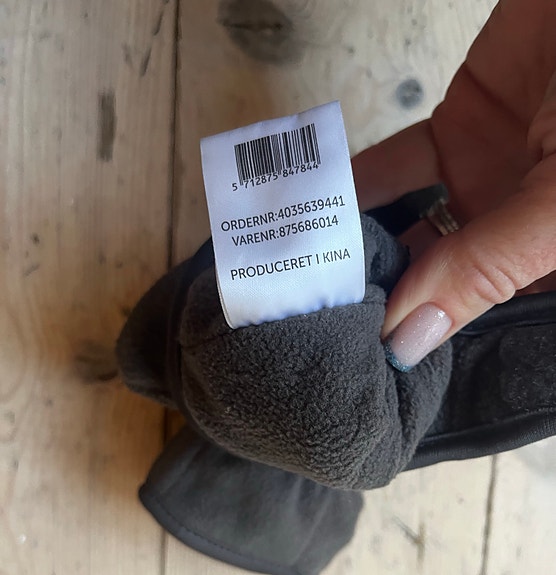 5 712875 847844
ORDERNR:4035639441
VARENR:875686014
PRODUCERET I KINA